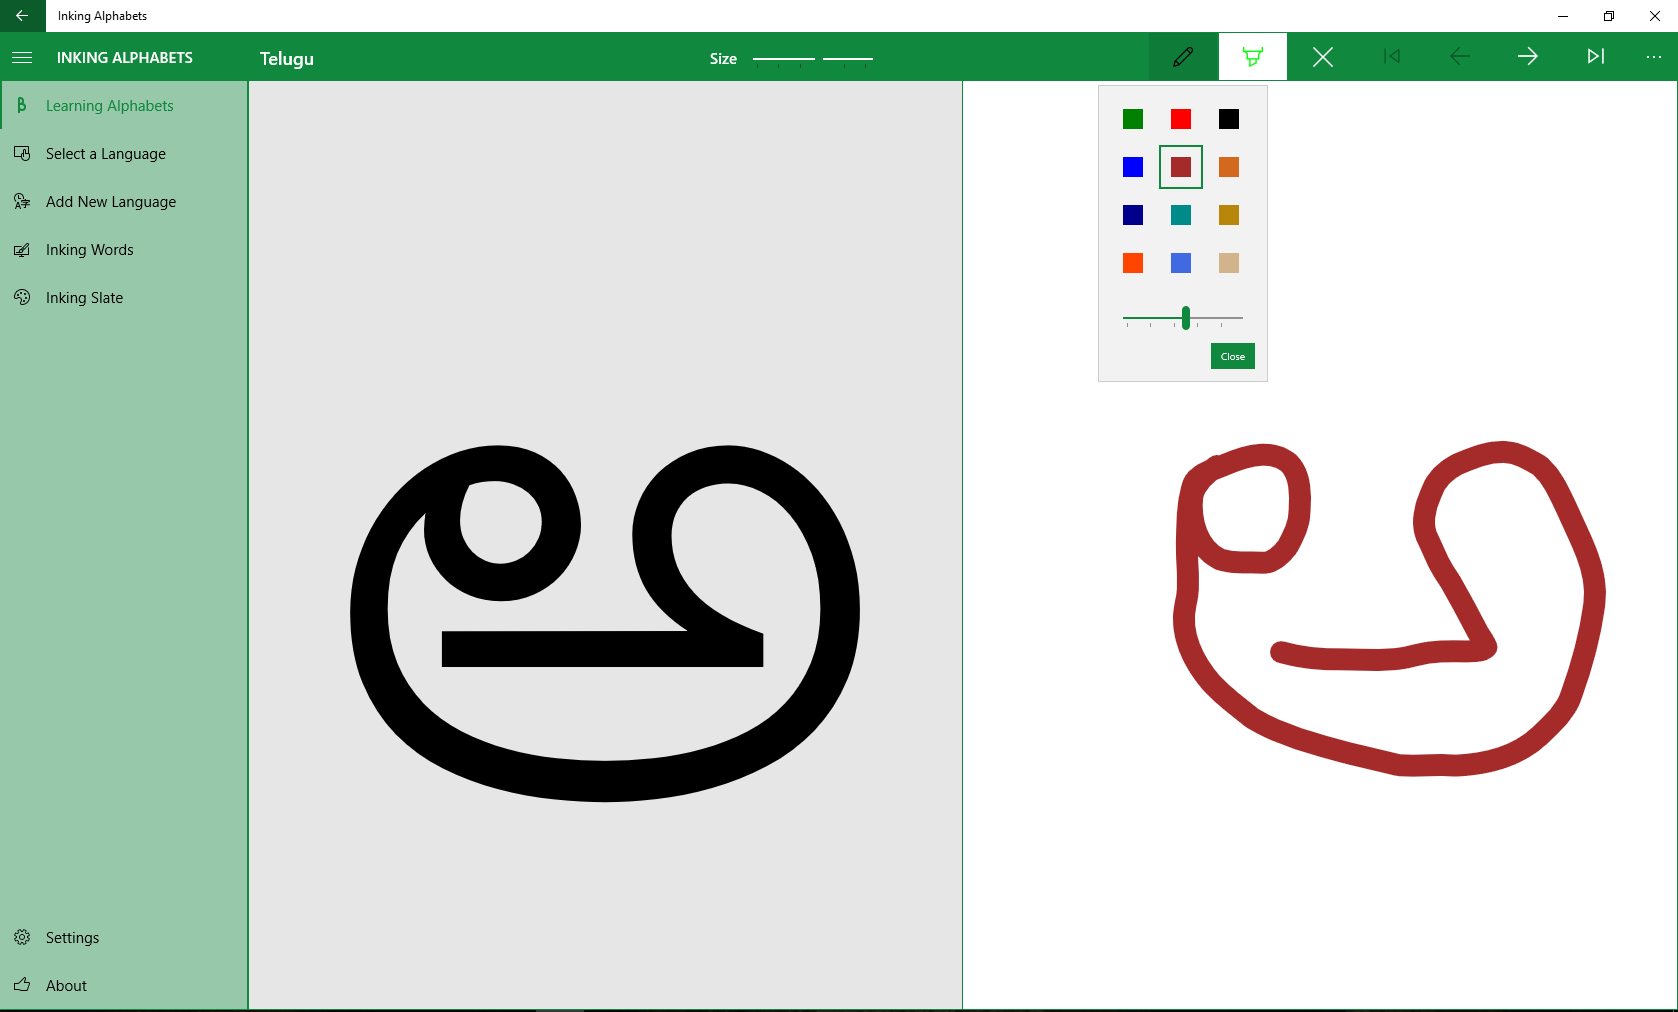 Inking Alphabets
INKING ALPHABETS
Telugu
Size
Learning Alphabets
Select a Language
Add New Language
Inking Words
Inking Slate
Close
అ
అ
Settings
About